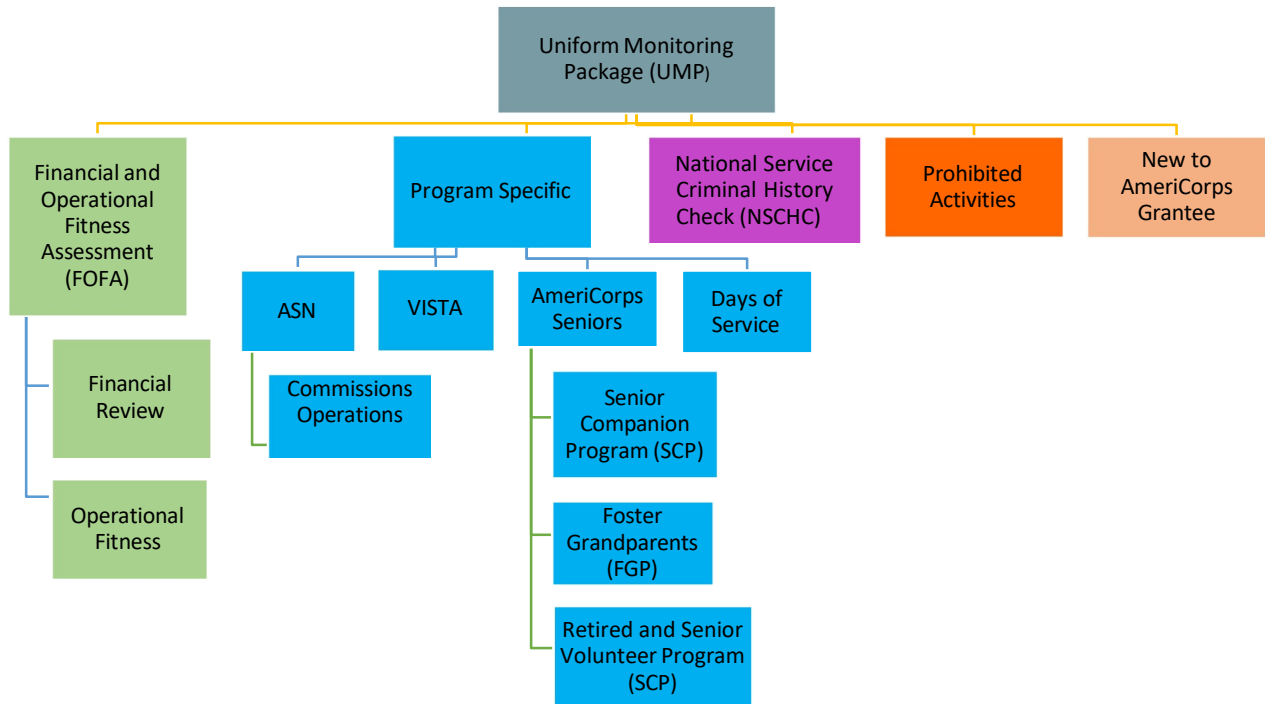 Uniform Monitoring
Package (UMP)
Financial and
Operational
Fitness
Assessment
(FOFA)
Program Specific
National Service
Criminal History
Check (NSCHC)
Prohibited
Activities
New to
AmeriCorps
Grantee
ASN
VISTA
AmeriCorps
Seniors
Days of
Service
Financial
Review
Commissions
Operations
Senior
Companion
Program (SCP)
Operational
Fitness
Foster
Grandparents
(FGP)
Retired and Senior
Volunteer Program
(SCP)